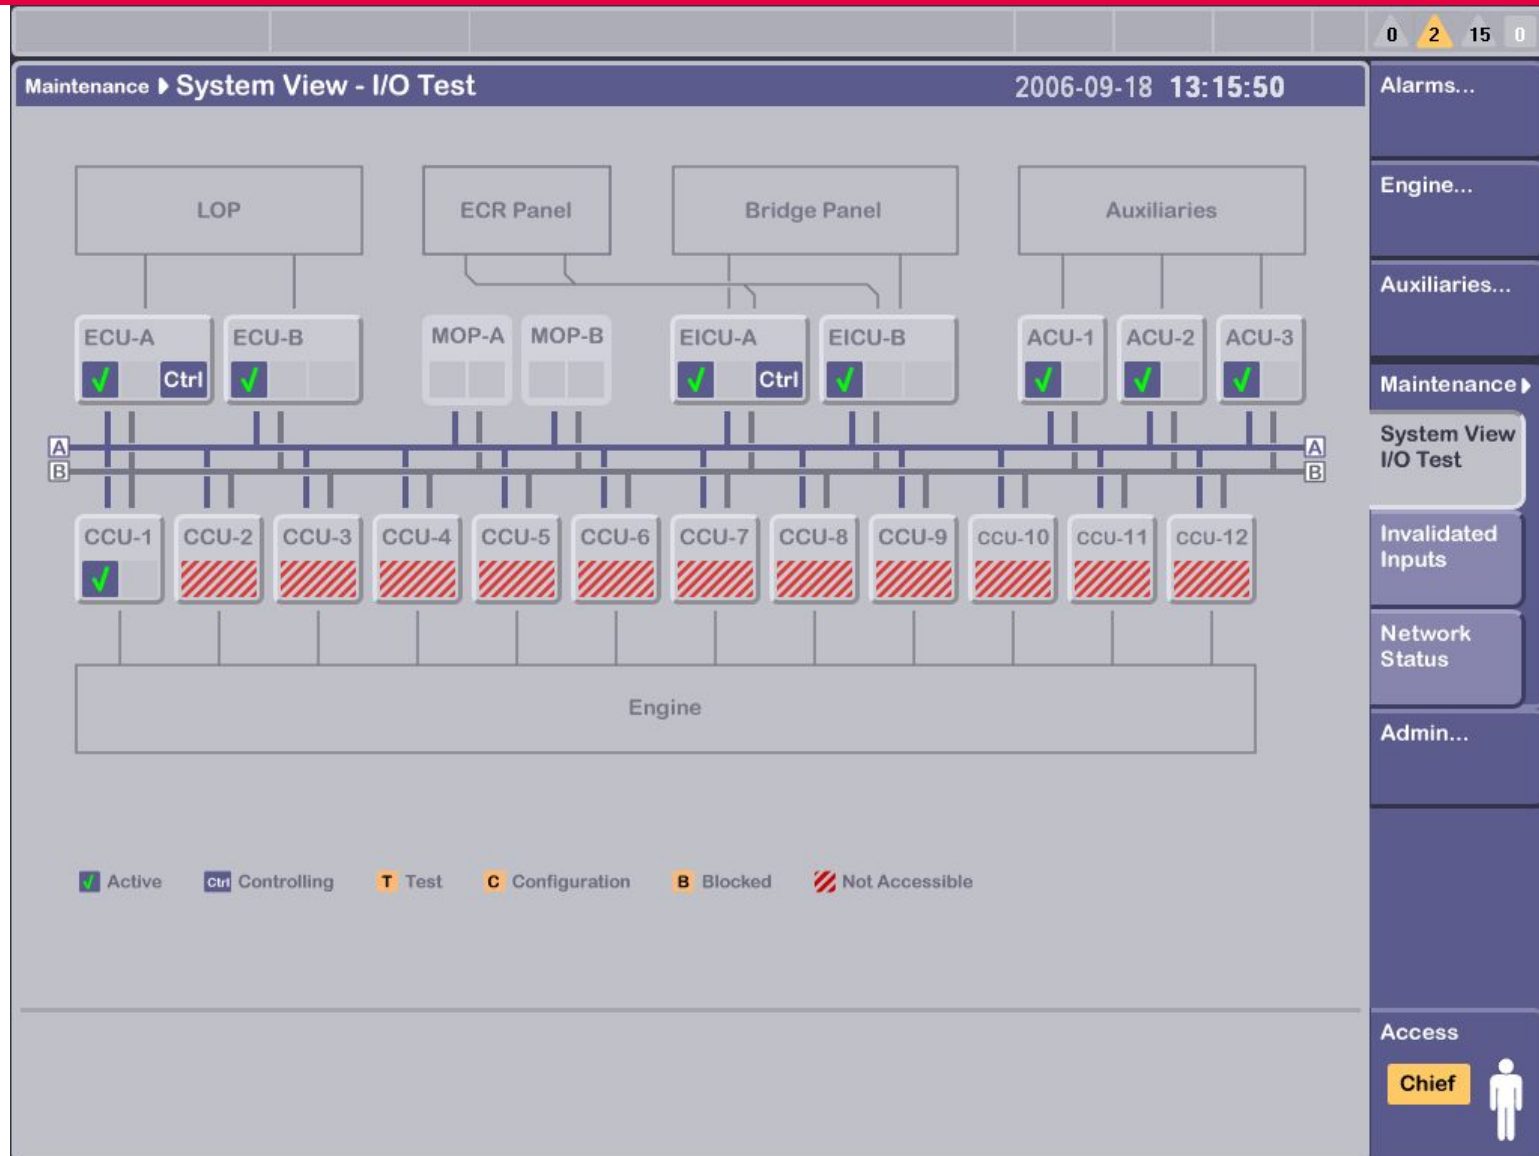 0 2 15 0
Maintenance System View - I/O Test 2006-09-18 13:15:50
Alarms...
Engine...
Auxiliaries...
Maintenance
System View
I/O Test
Invalidated
Inputs
Network
Status
Admin...
Access
Chief
LOP ECR Panel Bridge Panel Auxiliaries
ECU-A ECU-B MOP-A MOP-B EICU-A EICU-B ACU-1 ACU-2 ACU-3
Ctrl Ctrl
A A
B B
CCU-1 CCU-2 CCU-3 CCU-4 CCU-5 CCU-6 CCU-7 CCU-8 CCU-9 CCU-10 CCU-11 CCU-12
Engine
Active Ctrl Controlling T Test C Configuration B Blocked Not Accessible